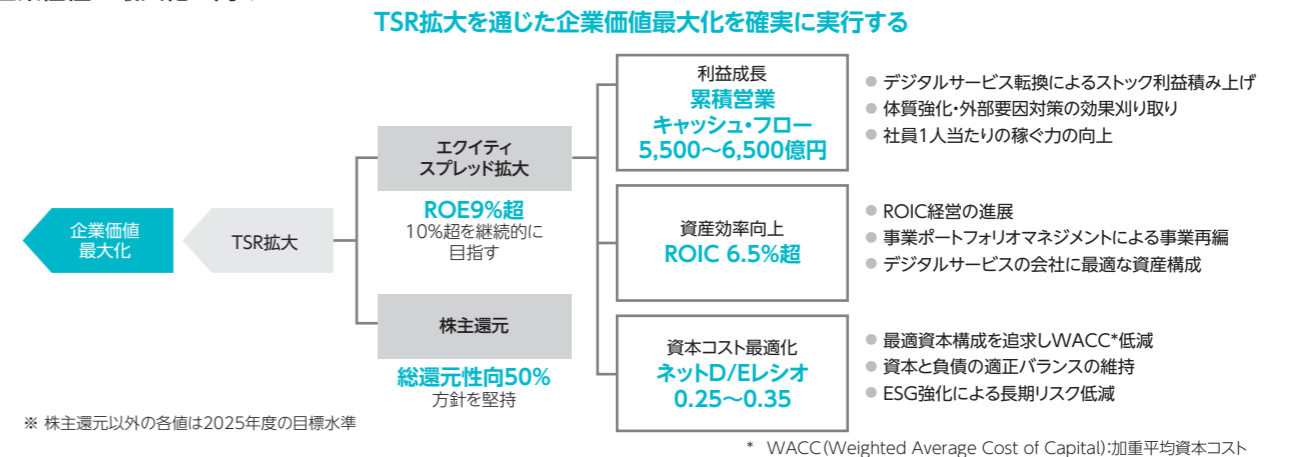 TSR拡大を通じた企業価値最大化を確実に実行する
企業価値
最大化
TSR拡大
エクイティ
スプレッド拡大
ROE9%超
10%超を継続的に
目指す
株主還元
総還元性向50%
方針を堅持
利益成長
累積営業
キャッシュ・フロー
5,500～6,500億円
● デジタルサービス転換によるストック利益積み上げ
● 体質強化・外部要因対策の効果刈り取り
● 社員1人当たりの稼ぐ力の向上
資産効率向上
ROIC 6.5%超
● ROIC経営の進展
● 事業ポートフォリオマネジメントによる事業再編
● デジタルサービスの会社に最適な資産構成
資本コスト最適化
ネットD/Eレシオ
0.25～0.35
● 最適資本構成を追求しWACC*低減
● 資本と負債の適正バランスの維持
● ESG強化による長期リスク低減
※ 株主還元以外の各値は2025年度の目標水準
* WACC（Weighted Average Cost of Capital）：加重平均資本コスト